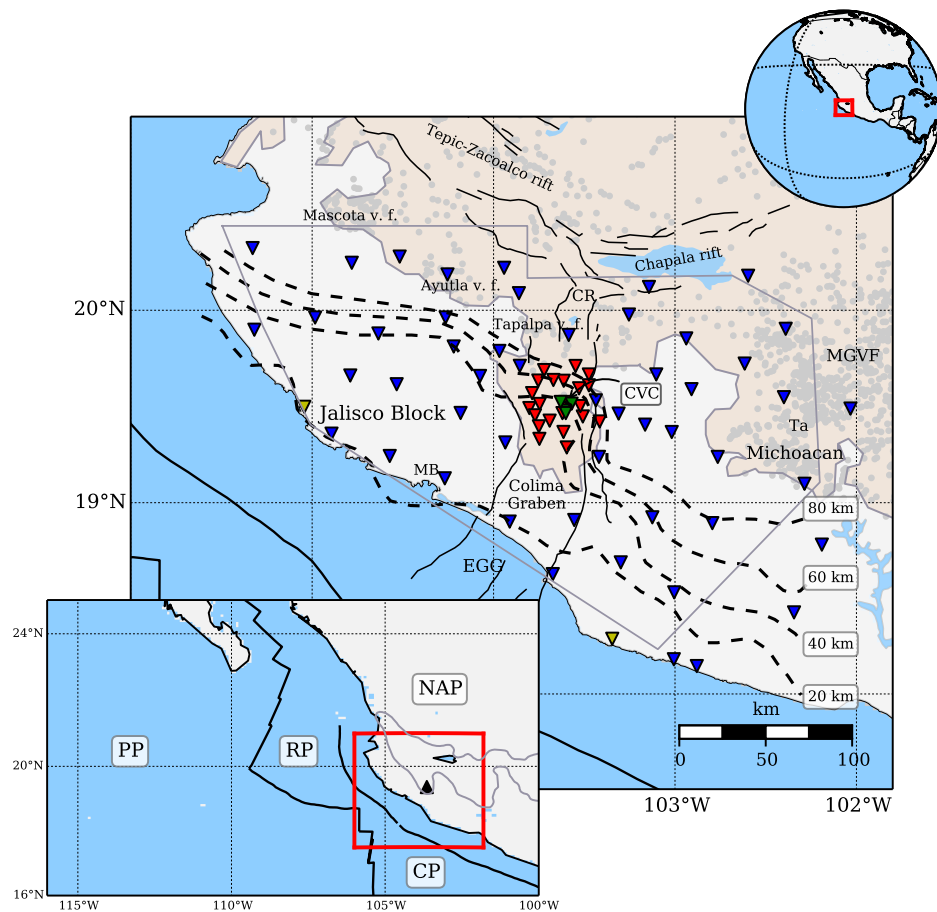 Tepic-Zacoalco rift
Mascota v. f.
Chapala rift
Ayutla v. f.
CR
20°N
Tapalpa v. f.
MGVF
CVC
Jalisco Block
Ta
Michoacan
MB
Colima
Graben
19°N
80 km
EGG
60 km
40 km
20 km
km
0
50
100
103°W
102°W
24°N
NAP
PP
RP
20°N
CP
16°N
115°W
110°W
105°W
100°W